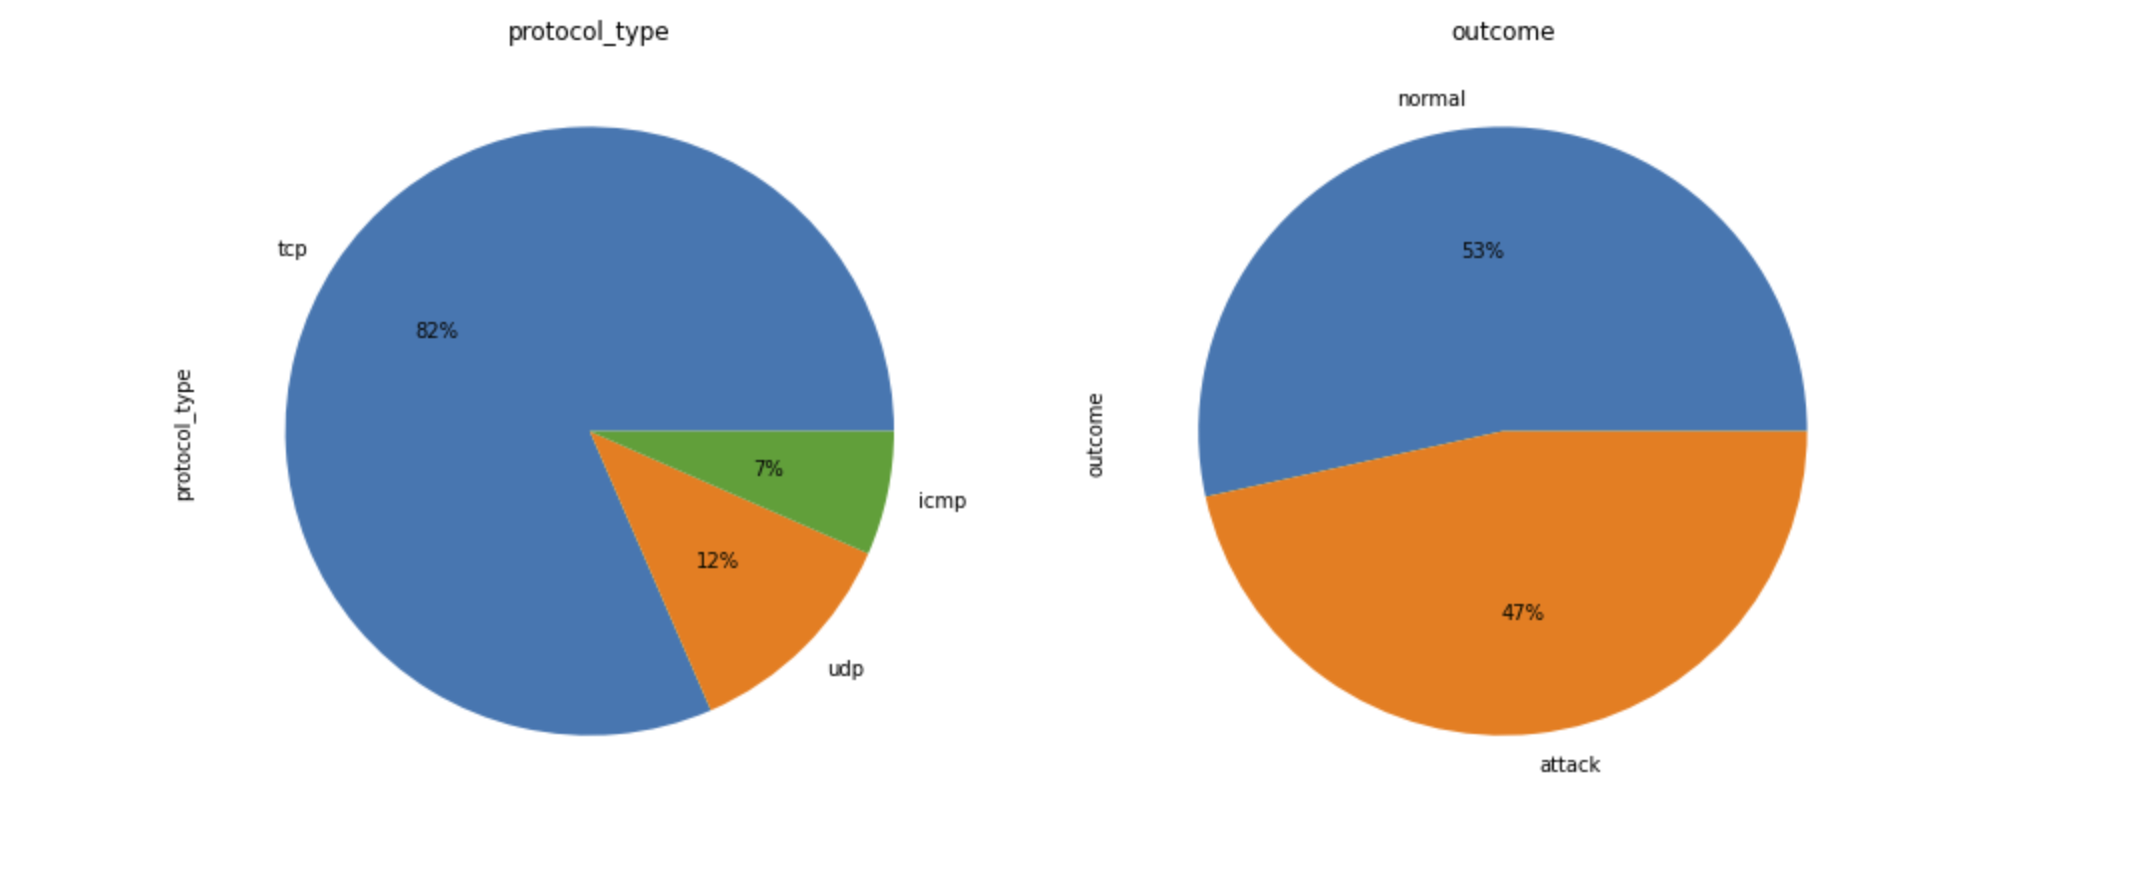 protocol_type
tcp
82%
protocol_type
7%
icmp
12%
udp
outcome
normal
53%
outcome
47%
attack